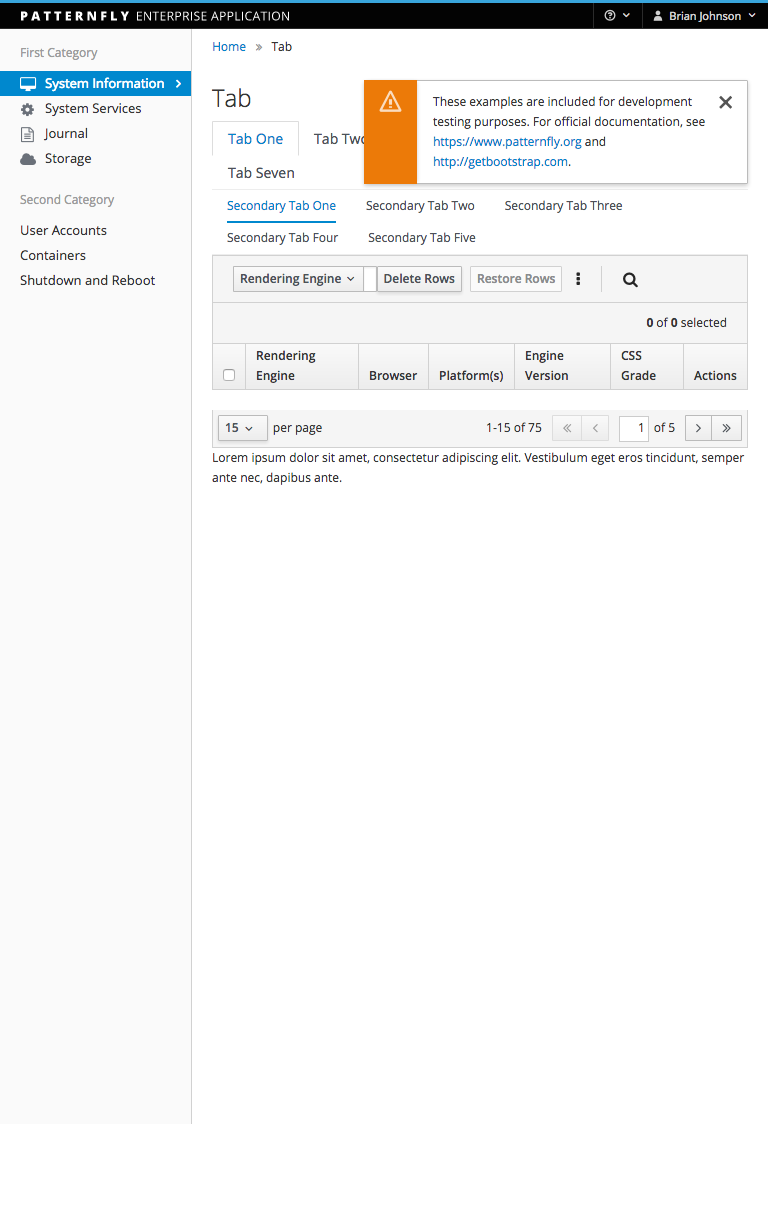 PATTERNFLY ENTERPRISE APPLICATION
Brian Johnson
First Category
System Information
System Services
Journal
Storage
Second Category
User Accounts
Containers
Shutdown and Reboot
Home » Tab
Tab
These examples are included for development
testing purposes. For official documentation, see
https://www.patternfly.org and
http://getbootstrap.com.
Tab One Tab Two
Tab Seven
Secondary Tab One Secondary Tab Two Secondary Tab Three
Secondary Tab Four Secondary Tab Five
Rendering Engine Delete Rows Restore Rows
0 of 0 selected
Rendering Engine Browser Platform(s) Engine Version CSS Grade Actions
15 per page 1-15 of 75 « < 1 of 5 > »
Lorem ipsum dolor sit amet, consectetur adipiscing elit. Vestibulum eget eros tincidunt, semper
ante nec, dapibus ante.